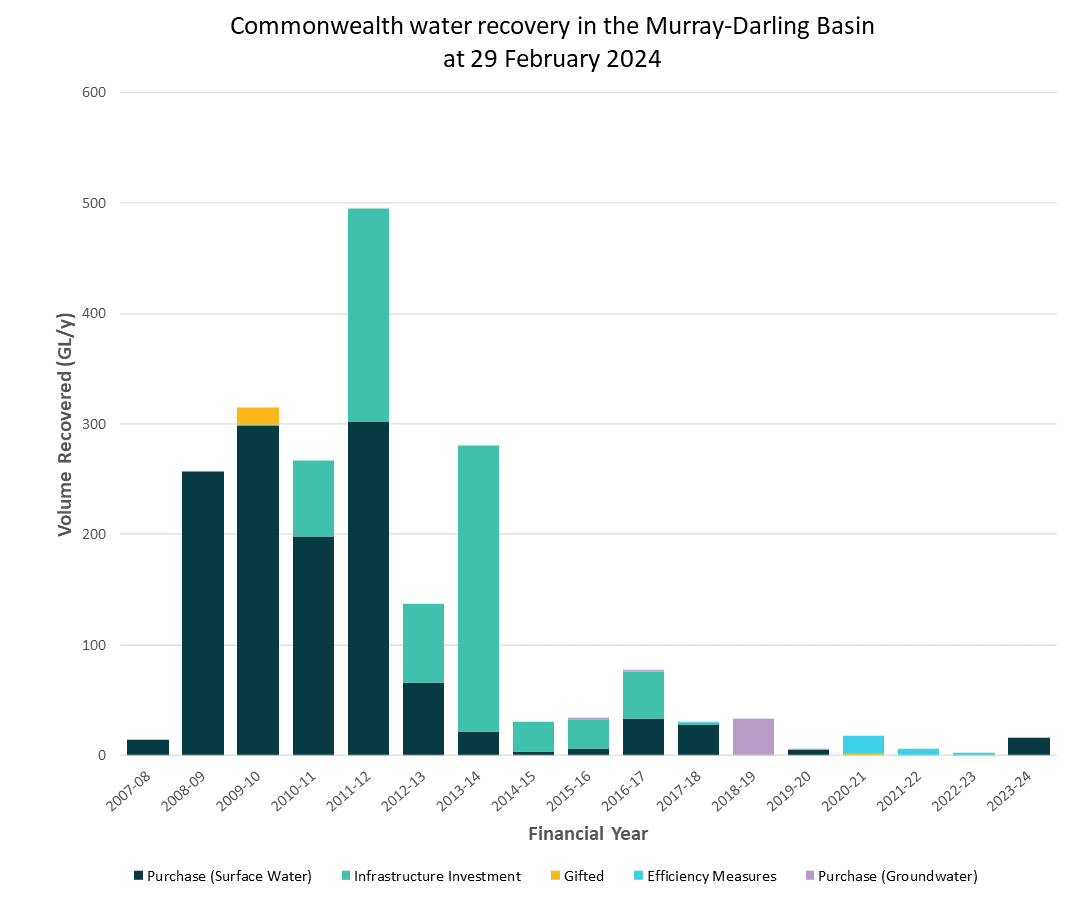 Commonwealth water recovery in the Murray-Darling Basin
at 29 February 2024
Volume Recovered (GL/y)
600
500
400
300
200
100
0
2007-08
2008-09
2009-10
2010-11
2011-12
2012-13
2013-14
2014-15
2015-16
2016-17
2017-18
2018-19
2019-20
2020-21
2021-22
2022-23
2023-24
Financial Year
Purchase (Surface Water)
Infrastructure Investment
Gifted
Efficiency Measures
Purchase (Groundwater)